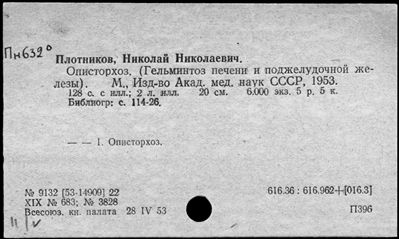 Пн632°
Плотников, Николай Николаевич.
Описторхоз. (Гельминтоз печени и поджелудочной же-
лезы). М., Изд-во Акад. мед. наук СССР, 1953.
128 с. с илл.; 2 л. илл. 20 см. 6.000 экз. 5 р. 5 к.
Библиогр: с. 114-26.
— — 1. Описторхоз.
№ 9132 [53-14909] 22
616.36 : 616.962+[016.3]
XIX № 683; № 3828
Всесоюз. кн. палата 28 IV 53
П396